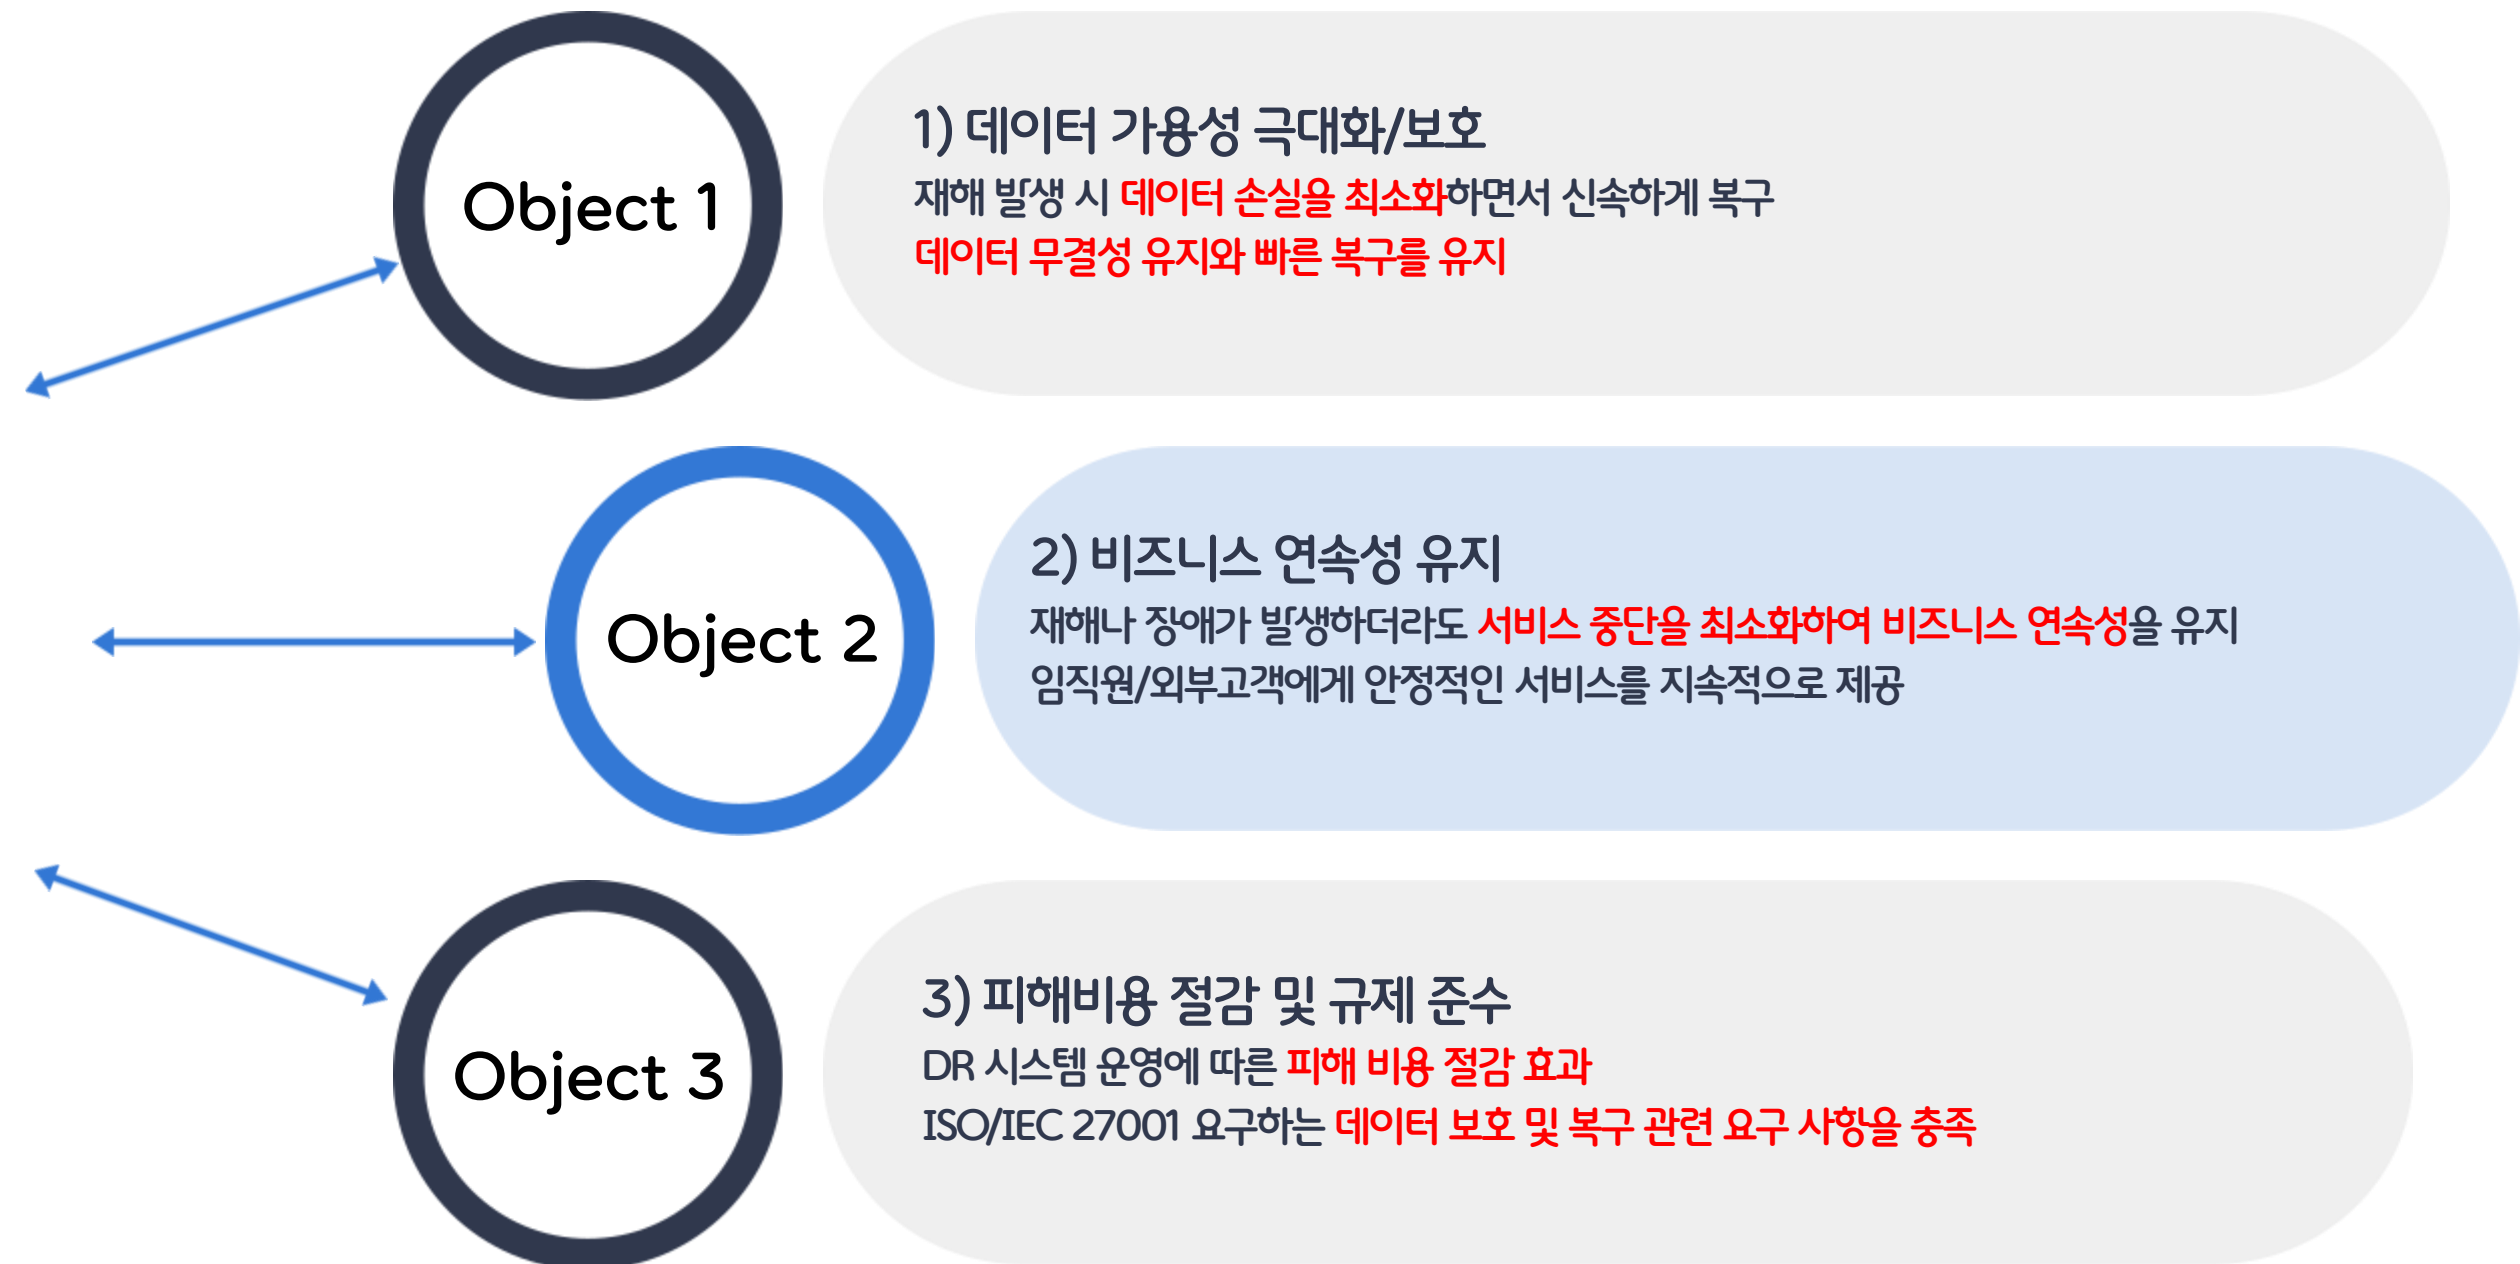 Object 1
1) 데이터 가용성 극대화/보호
재해 발생 시 데이터 손실을 최소화하면서 신속하게 복구
데이터 무결성 유지와 빠른 복구를 유지
Object 2
2) 비즈니스 연속성 유지
재해나 장애가 발생하더라도 서비스 중단을 최소화하여 비즈니스 연속성을 유지
임직원/외부고객에게 안정적인 서비스를 지속적으로 제공
Object 3
3) 피해비용 절감 및 규제 준수
DR 시스템 운영에 따른 피해 비용 절감 효과
ISO/IEC 27001 요구하는 데이터 보호 및 복구 관련 요구 사항을 충족